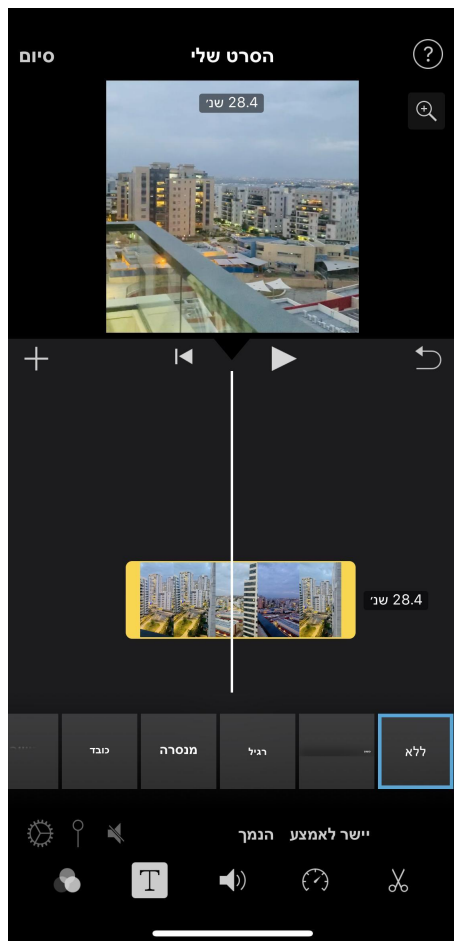 הסרט שלי
סיום
?
28.4 שנ׳
28.4 שנ׳
ללא
רגיל
מנסרה
כובד
יישר לאמצע
הנמך
T